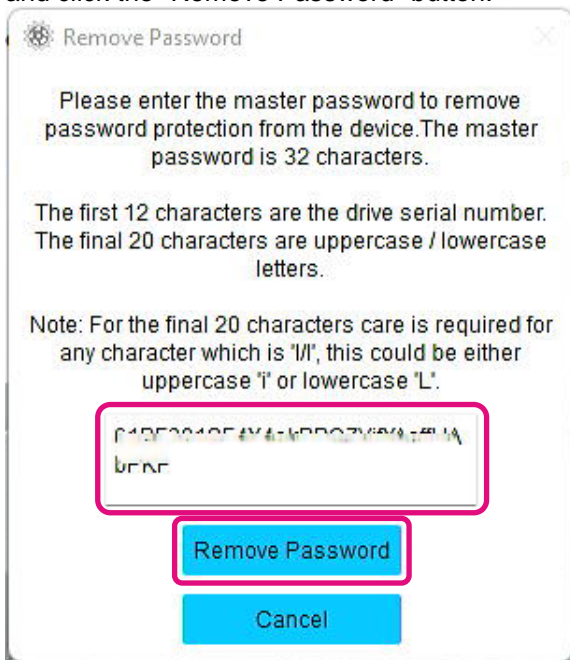 and click the "Remove Password" button.
Remove Password
Please enter the master password to remove
password protection from the device.The master
password is 32 characters.
The first 12 characters are the drive serial number.
The final 20 characters are uppercase / lowercase
letters.
Note: For the final 20 characters care is required for
any character which is 'I/l', this could be either
uppercase 'i' or lowercase 'L'.
Remove Password
Cancel